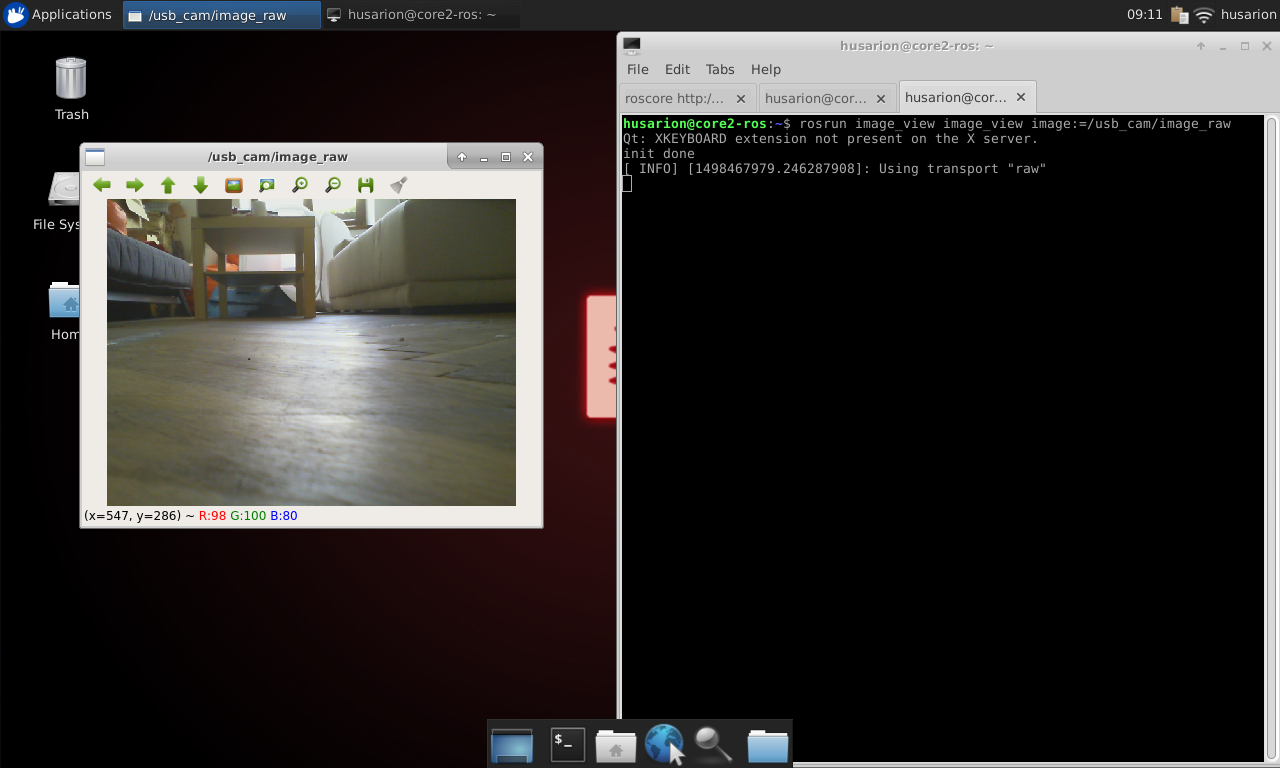 Applications
/usb_cam/image_raw
husarion@core2-ros: ~
09:11
husarion
Trash
File Sys
Hom
/usb_cam/image_raw
(x=547, y=286) ~ R:98 G:100 B:80
husarion@core2-ros: ~
File Edit Tabs Help
roscore http:/...
husarion@cor...
husarion@cor...
husarion@core2-ros:~$ rosrun image_view image_view image:=/usb_cam/image_raw
Qt: XKEYBOARD extension not present on the X server.
init done
[ INFO] [1498467979.246287908]: Using transport "raw"
$_